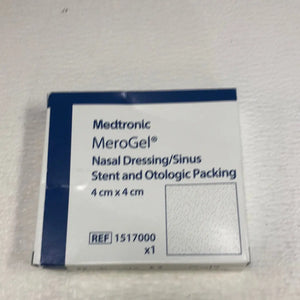 Medtronic
MeroGel®
Nasal Dressing/Sinus
Stent and Otologic Packing
4 cm x 4 cm
REF 1517000
x1